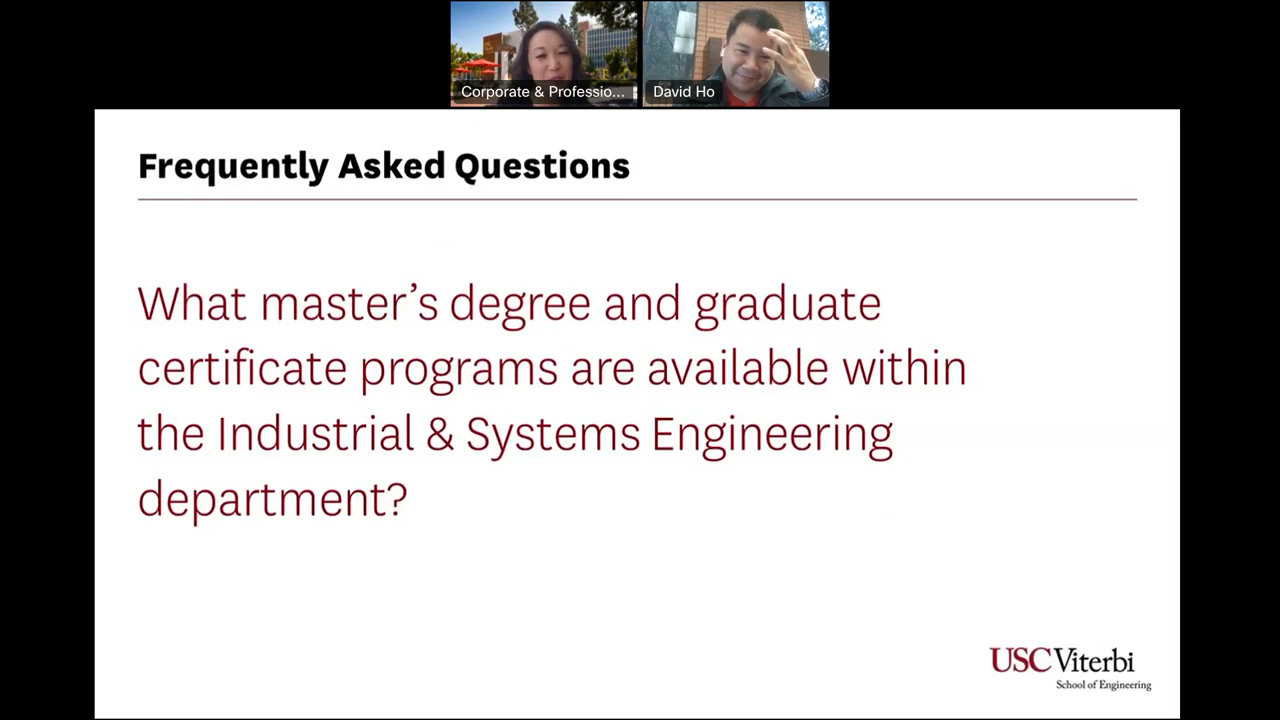 Corporate & Professio...
David Ho
Frequently Asked Questions
What master’s degree and graduate
certificate programs are available within
the Industrial & Systems Engineering
department?
USC Viterbi
School of Engineering